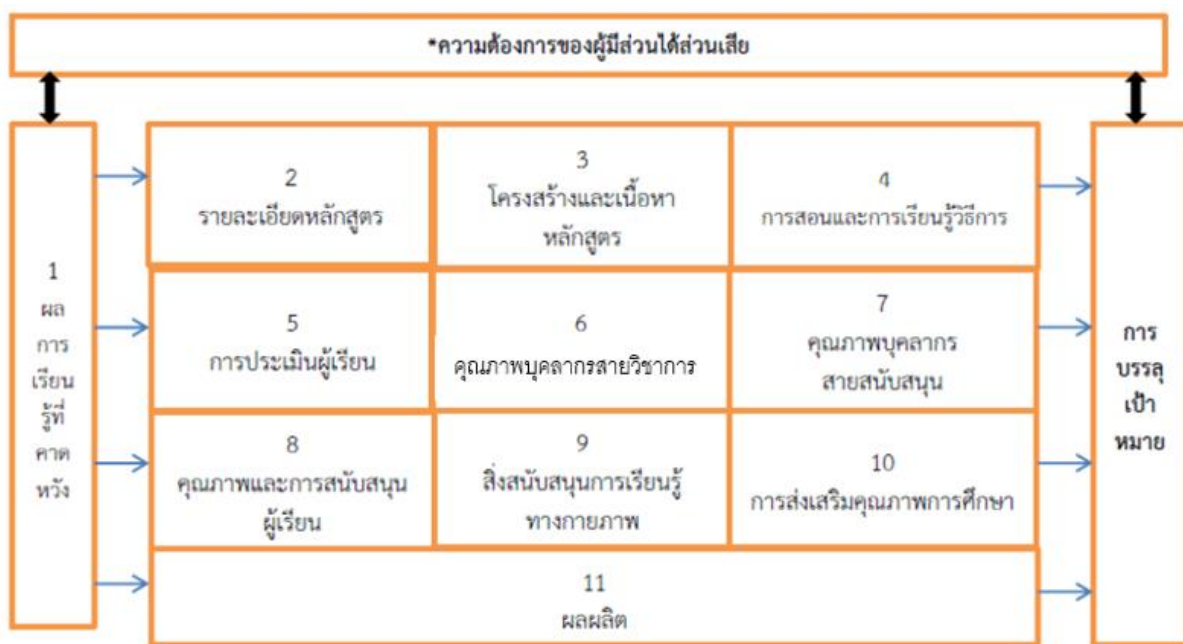 *ความต้องการของผู้มีส่วนได้ส่วนเสีย
1
ผล
การ
เรียน
รู้ที่
คาด
หวัง
2
รายละเอียดหลักสูตร
3
โครงสร้างและเนื้อหา
หลักสูตร
4
การสอนและการเรียนรู้วิธีการ
5
การประเมินผู้เรียน
6
คุณภาพบุคลากรสายวิชาการ
7
คุณภาพบุคลากร
สายสนับสนุน
8
คุณภาพและการสนับสนุน
ผู้เรียน
9
สิ่งสนับสนุนการเรียนรู้
ทางกายภาพ
10
การส่งเสริมคุณภาพการศึกษา
11
ผลผลิต
การ
บรรลุ
เป้า
หมาย